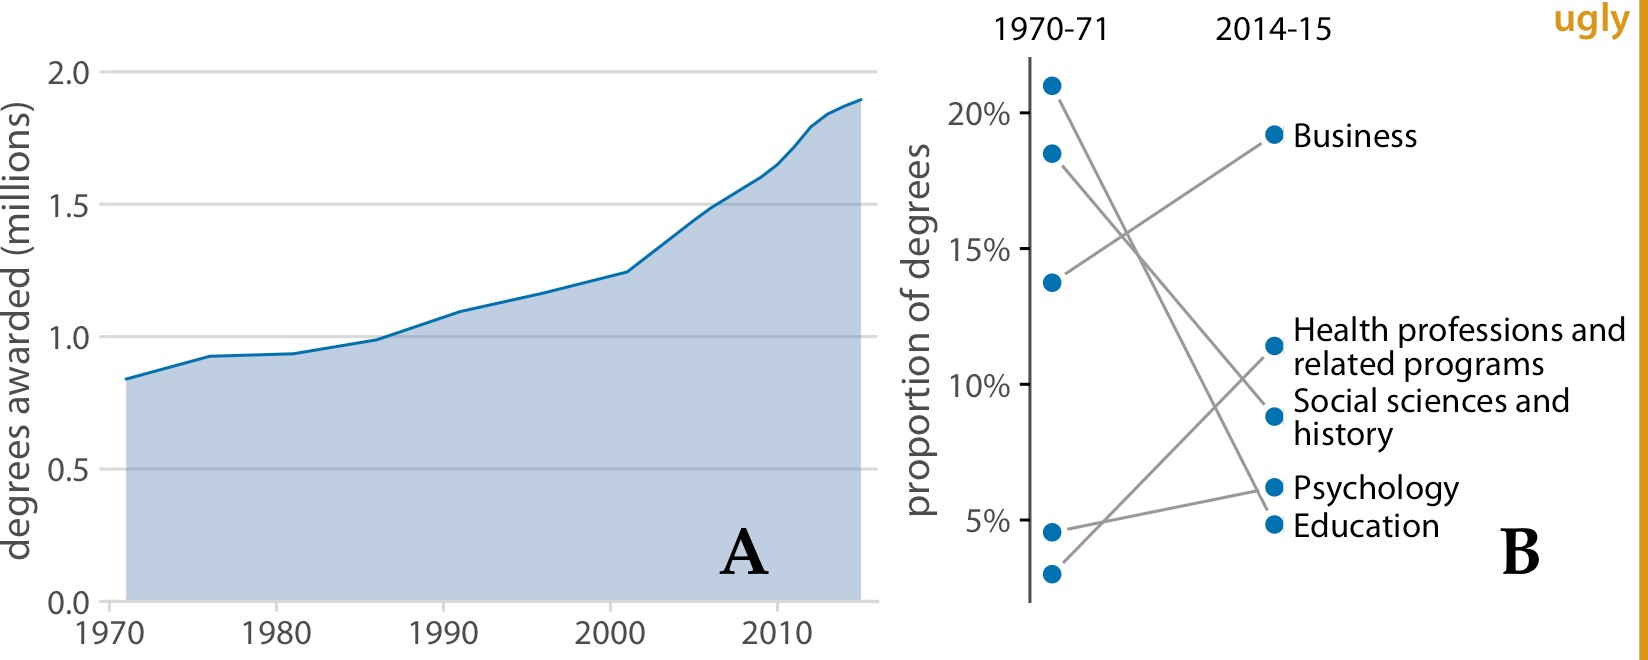 degrees awarded (millions)
2.0
1.5
1.0
0.5
0.0
1970
1980
1990
2000
2010
A
1970-71
2014-15
ugly
proportion of degrees
20%
15%
10%
5%
Business
Health professions and
related programs
Social sciences and
history
Psychology
Education
B